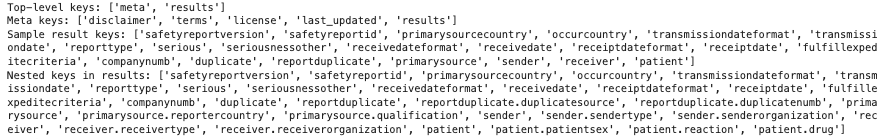 Top-level keys: ['meta', 'results']
Meta keys: ['disclaimer', 'terms', 'license', 'last_updated', 'results']
Sample result keys: ['safetyreportversion', 'safetyreportid', 'primarysourcecountry', 'occurcountry', 'transmissiondateformat', 'transmissi
ondate', 'reporttype', 'serious', 'seriousnessother', 'receivedateformat', 'receivedate', 'receiptdateformat', 'receiptdate', 'fulfillexped
itecriteria', 'companynumb', 'duplicate', 'reportduplicate', 'primarysource', 'sender', 'receiver', 'patient']
Nested keys in results: ['safetyreportversion', 'safetyreportid', 'primarysourcecountry', 'occurcountry', 'transmissiondateformat', 'transm
issiondate', 'reporttype', 'serious', 'seriousnessother', 'receivedateformat', 'receivedate', 'receiptdateformat', 'receiptdate', 'fulfille
xpeditecriteria', 'companynumb', 'duplicate', 'reportduplicate', 'reportduplicate.duplicatesource', 'reportduplicate.duplicatenumb', 'prima
rysource', 'primarysource.reportercountry', 'primarysource.qualification', 'sender', 'sender.sendertype', 'sender.senderorganization', 'rec
eiver', 'receiver.receivertype', 'receiver.receiverorganization', 'patient', 'patient.patientsex', 'patient.reaction', 'patient.drug']